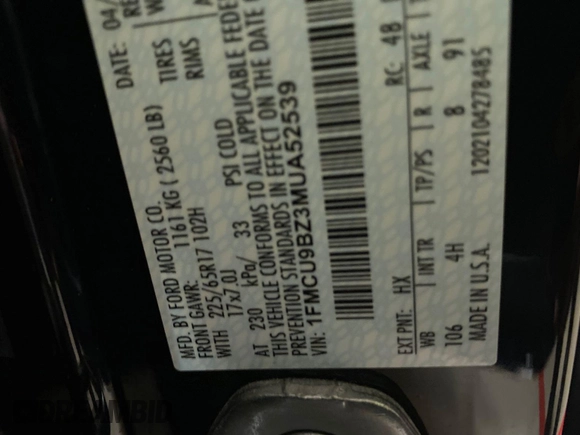 MFD. BY FORD MOTOR CO. DATE: 04/
FRONT GAWR: 1161 KG ( 2560 LB)
WITH 225/65R17 102H TIRES
17x7.0J RIMS
AT 230 kPa/ 33 PSI COLD
THIS VEHICLE CONFORMS TO ALL APPLICABLE FEDE
PREVENTION STANDARDS IN EFFECT ON THE DATE O
VIN: 1FMCU9BZ3MUA52539
EXT PNT: HX RC: 48
WB INT TR TP/PS R AXLE
106 4H 8 91
MADE IN U.S.A. 1202104278485